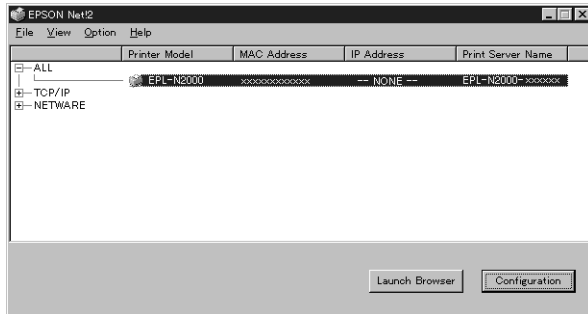 EPSON Net!2
File View Option Help
Printer Model MAC Address IP Address Print Server Name
ALL
EPL-N2000 xxxxxxxxxxxx -- NONE -- EPL-N2000-xxxxxx
TCP/IP
NETWARE
Launch Browser Configuration